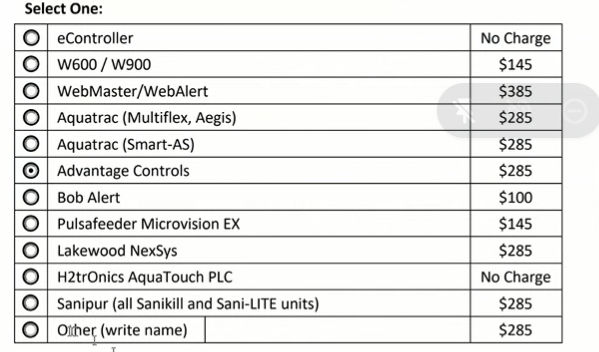 Select One:
eController No Charge
W600 / W900 $145
WebMaster/WebAlert $385
Aquatrac (Multiflex, Aegis) $285
Aquatrac (Smart-AS) $285
Advantage Controls $285
Bob Alert $100
Pulsafeeder Microvision EX $145
Lakewood NexSys $285
H2trOnics AquaTouch PLC No Charge
Sanipur (all Sanikill and Sani-LITE units) $285
Other (write name) $285